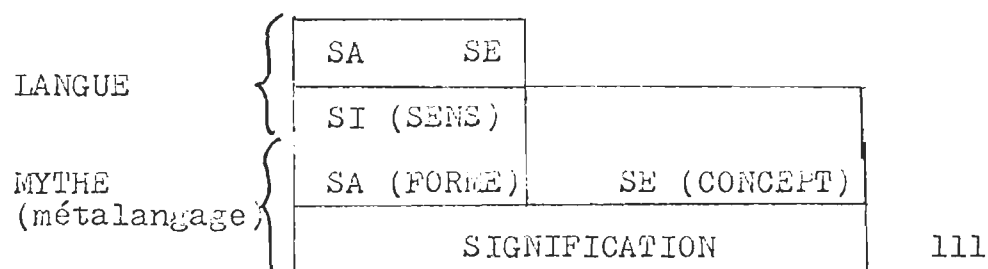 SA SE
LANGUE
SI (SENS)
MYTHE SA (FORME) SE (CONCEPT)
(métalangage)
SIGNIFICATION 111